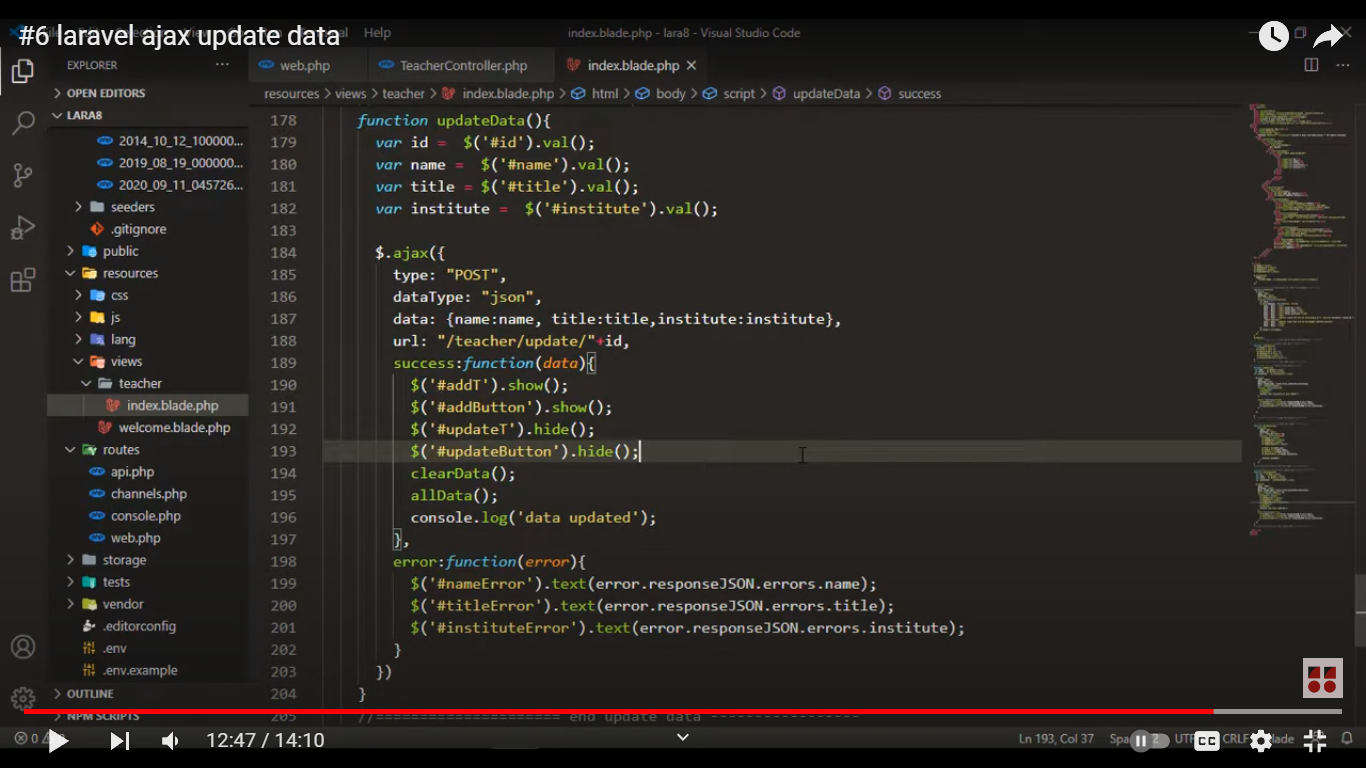 #6 laravel ajax update data
Help
index.blade.php - lara8 - Visual Studio Code
EXPLORER
web.php
TeacherController.php
index.blade.php
OPEN EDITORS
resources > views > teacher > index.blade.php > html > body > script > updateData > success
LARA8
2014_10_12_100000...
2019_08_19_000000...
2020_09_11_045726...
seeders
.gitignore
public
resources
css
js
lang
views
teacher
index.blade.php
welcome.blade.php
routes
api.php
channels.php
console.php
web.php
storage
tests
vendor
.editorconfig
.env
.env.example
OUTLINE
NPM SCRIPTS
178 function updateData(){
179 var id = $('#id').val();
180 var name = $('#name').val();
181 var title = $('#title').val();
182 var institute = $('#institute').val();
183
184 $.ajax({
185 type: "POST",
186 dataType: "json",
187 data: {name:name, title:title,institute:institute},
188 url: "/teacher/update/"+id,
189 success:function(data){
190 $('#addT').show();
191 $('#addButton').show();
192 $('#updateT').hide();
193 $('#updateButton').hide();
194 clearData();
195 allData();
196 console.log('data updated');
197 },
198 error:function(error){
199 $('#nameError').text(error.responseJSON.errors.name);
200 $('#titleError').text(error.responseJSON.errors.title);
201 $('#instituteError').text(error.responseJSON.errors.institute);
202 }
203 })
204 }
205 //===================== end update data -----------------
12:47 / 14:10
Ln 193, Col 37
CC
CRLF